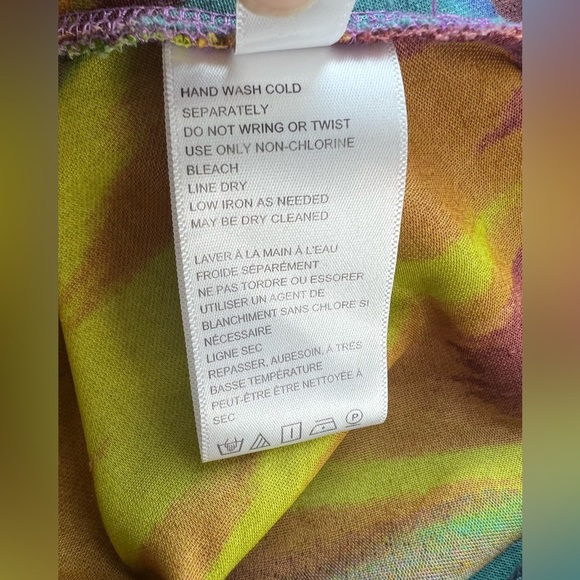 HAND WASH COLD
SEPARATELY
DO NOT WRING OR TWIST
USE ONLY NON-CHLORINE
BLEACH
LINE DRY
LOW IRON AS NEEDED
MAY BE DRY CLEANED
LAVER À LA MAIN À L'EAU
FROIDE SÉPARÉMENT
NE PAS TORDRE OU ESSORER
UTILISER UN AGENT DE
BLANCHIMENT SANS CHLORE SI
NÉCESSAIRE
LIGNE SEC
REPASSER, AUBESOIN, À TRÈS
BASSE TEMPÉRATURE
PEUT-ÊTRE ÊTRE NETTOYÉE À
SEC
P